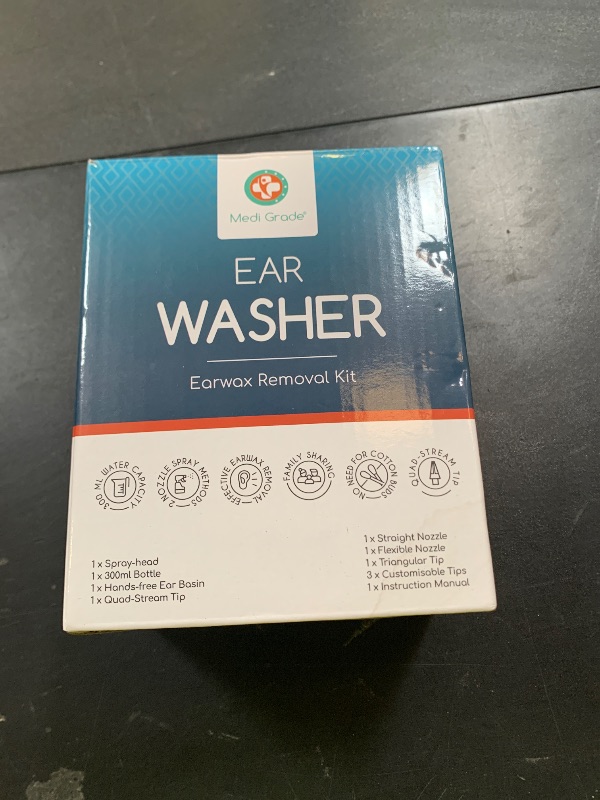 Medi Grade®
EAR
WASHER
Earwax Removal Kit
300 ML WATER CAPACITY
2 NOZZLE SPRAY METHODS
EFFECTIVE EARWAX REMOVAL
FAMILY SHARING
NO NEED FOR COTTON BUDS
QUAD-STREAM TIP
1 x Spray-head
1 x 300ml Bottle
1 x Hands-free Ear Basin
1 x Quad-Stream Tip
1 x Straight Nozzle
1 x Flexible Nozzle
1 x Triangular Tip
3 x Customisable Tips
1 x Instruction Manual